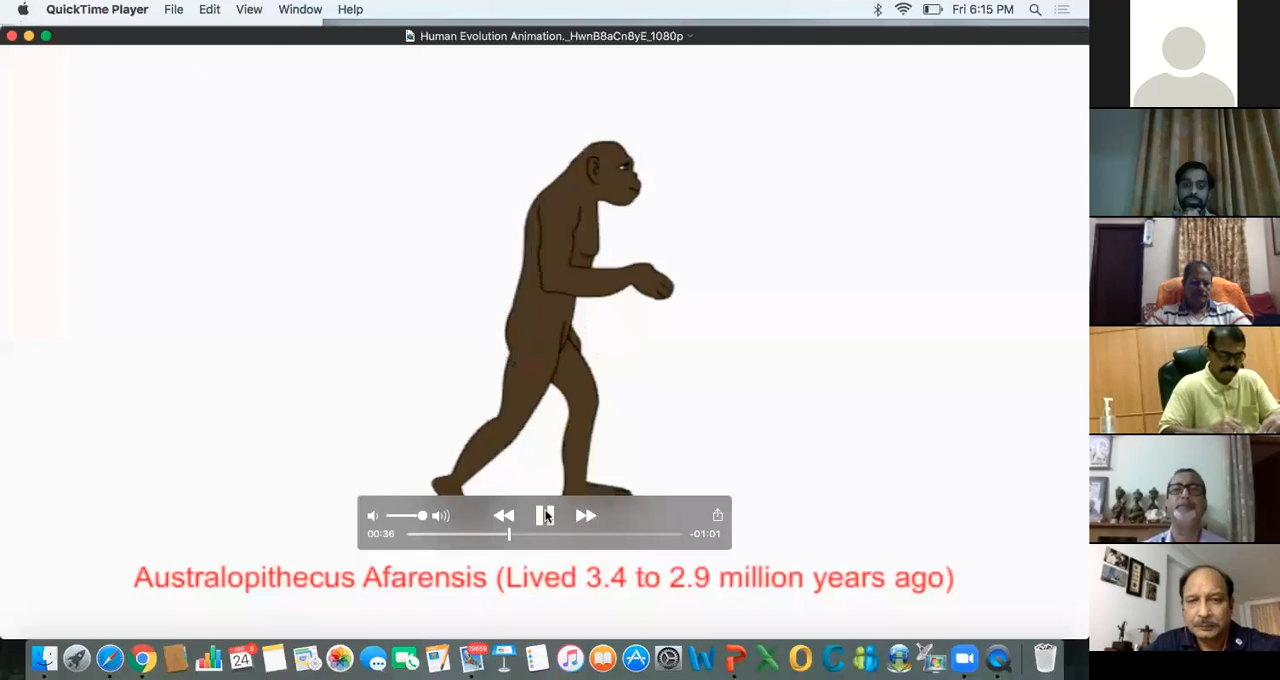 QuickTime Player File Edit View Window Help Fri 6:15 PM
Human Evolution Animation._HwnB8aCn8yE_1080p
00:36 -01:01
Australopithecus Afarensis (Lived 3.4 to 2.9 million years ago)
24